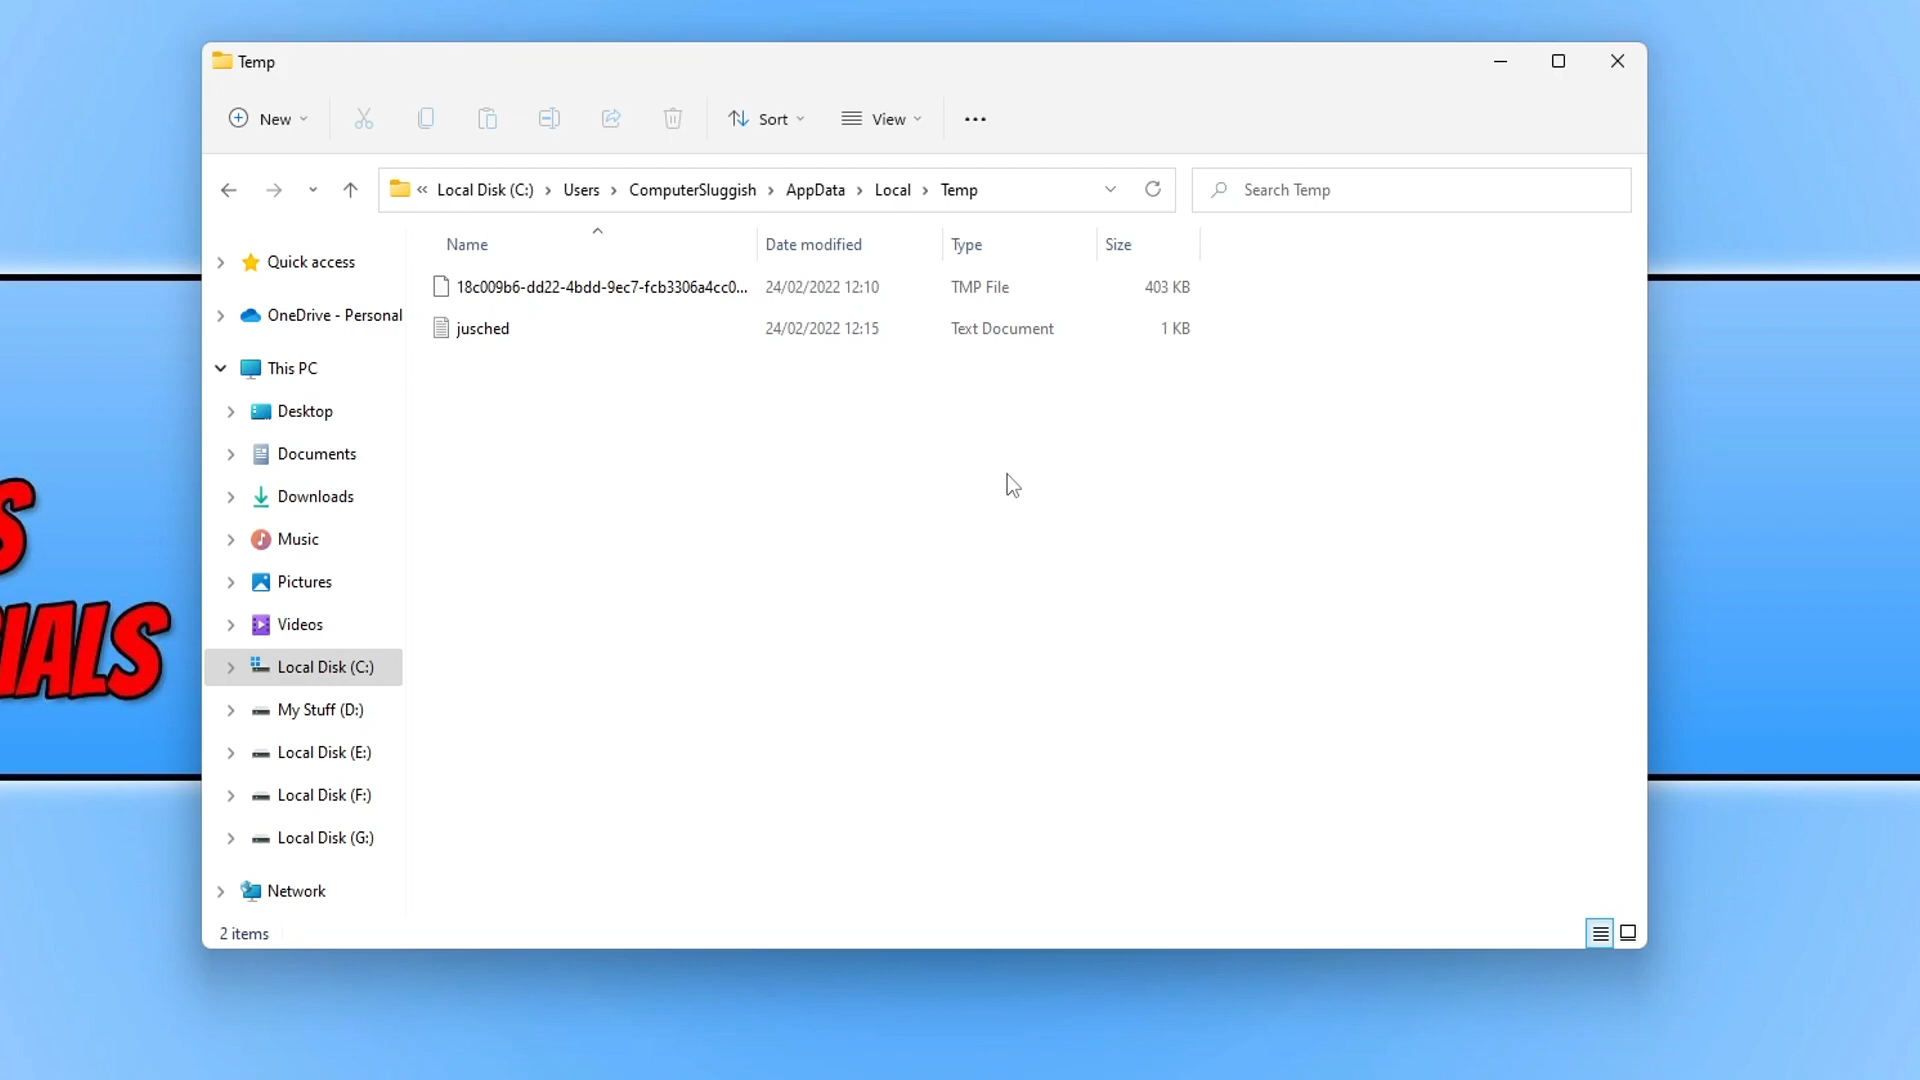 Temp
New
Sort
View
« Local Disk (C:) › Users › ComputerSluggish › AppData › Local › Temp
Search Temp
Name Date modified Type Size
18c009b6-dd22-4bdd-9ec7-fcb3306a4cc0... 24/02/2022 12:10 TMP File 403 KB
jusched 24/02/2022 12:15 Text Document 1 KB
Quick access
OneDrive - Personal
This PC
Desktop
Documents
Downloads
Music
Pictures
Videos
Local Disk (C:)
My Stuff (D:)
Local Disk (E:)
Local Disk (F:)
Local Disk (G:)
Network
2 items
S
IALS